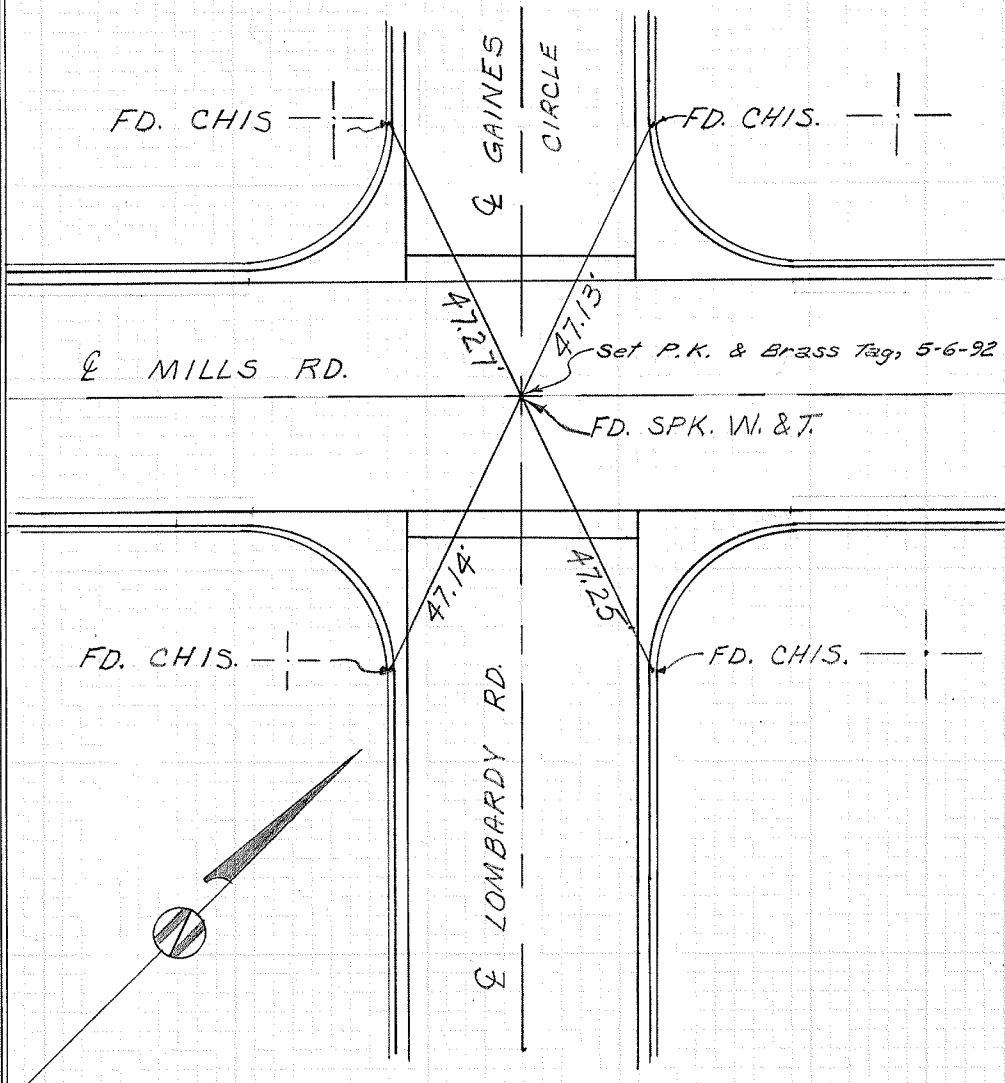 ℄ GAINES
CIRCLE
FD. CHIS
FD. CHIS.
47.27'
47.13'
Set P.K. & Brass Tag, 5-6-92
℄ MILLS RD.
FD. SPK. W. & T.
47.14'
47.25'
FD. CHIS.
FD. CHIS.
℄ LOMBARDY RD.
N